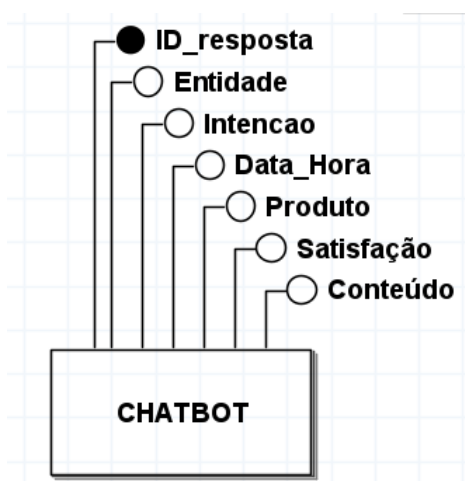 ID_resposta
Entidade
Intencao
Data_Hora
Produto
Satisfação
Conteúdo
CHATBOT